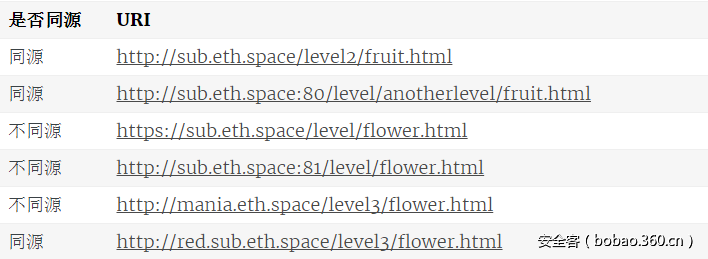 是否同源 URI
同源 http://sub.eth.space/level2/fruit.html
同源 http://sub.eth.space:80/level/anotherlevel/fruit.html
不同源 https://sub.eth.space/level/flower.html
不同源 http://sub.eth.space:81/level/flower.html
不同源 http://mania.eth.space/level3/flower.html
同源 http://red.sub.eth.space/level3/flower.html 安全客（bobao.360.cn）